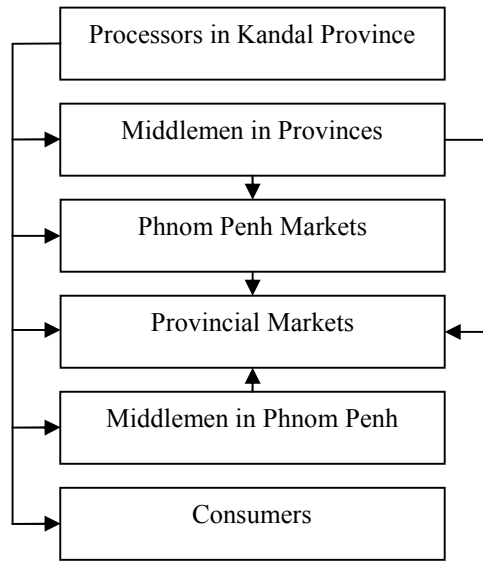 Processors in Kandal Province
Middlemen in Provinces
Phnom Penh Markets
Provincial Markets
Middlemen in Phnom Penh
Consumers